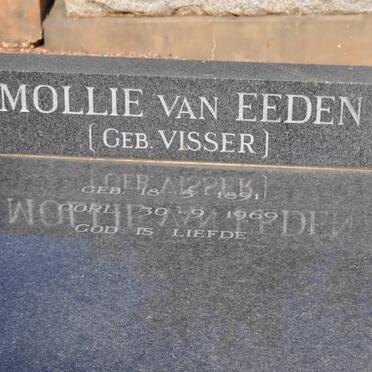 MOLLIE VAN EEDEN
(GEB. VISSER)
GEB. 18-5-1891
OORL. 30-9-1969
GOD IS LIEFDE